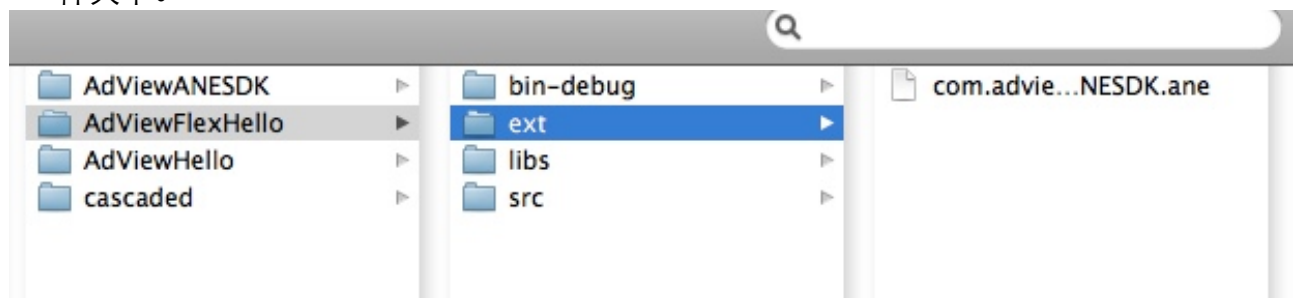 AdViewANESDK
AdViewFlexHello
AdViewHello
cascaded
bin-debug
ext
libs
src
com.advie...NESDK.ane